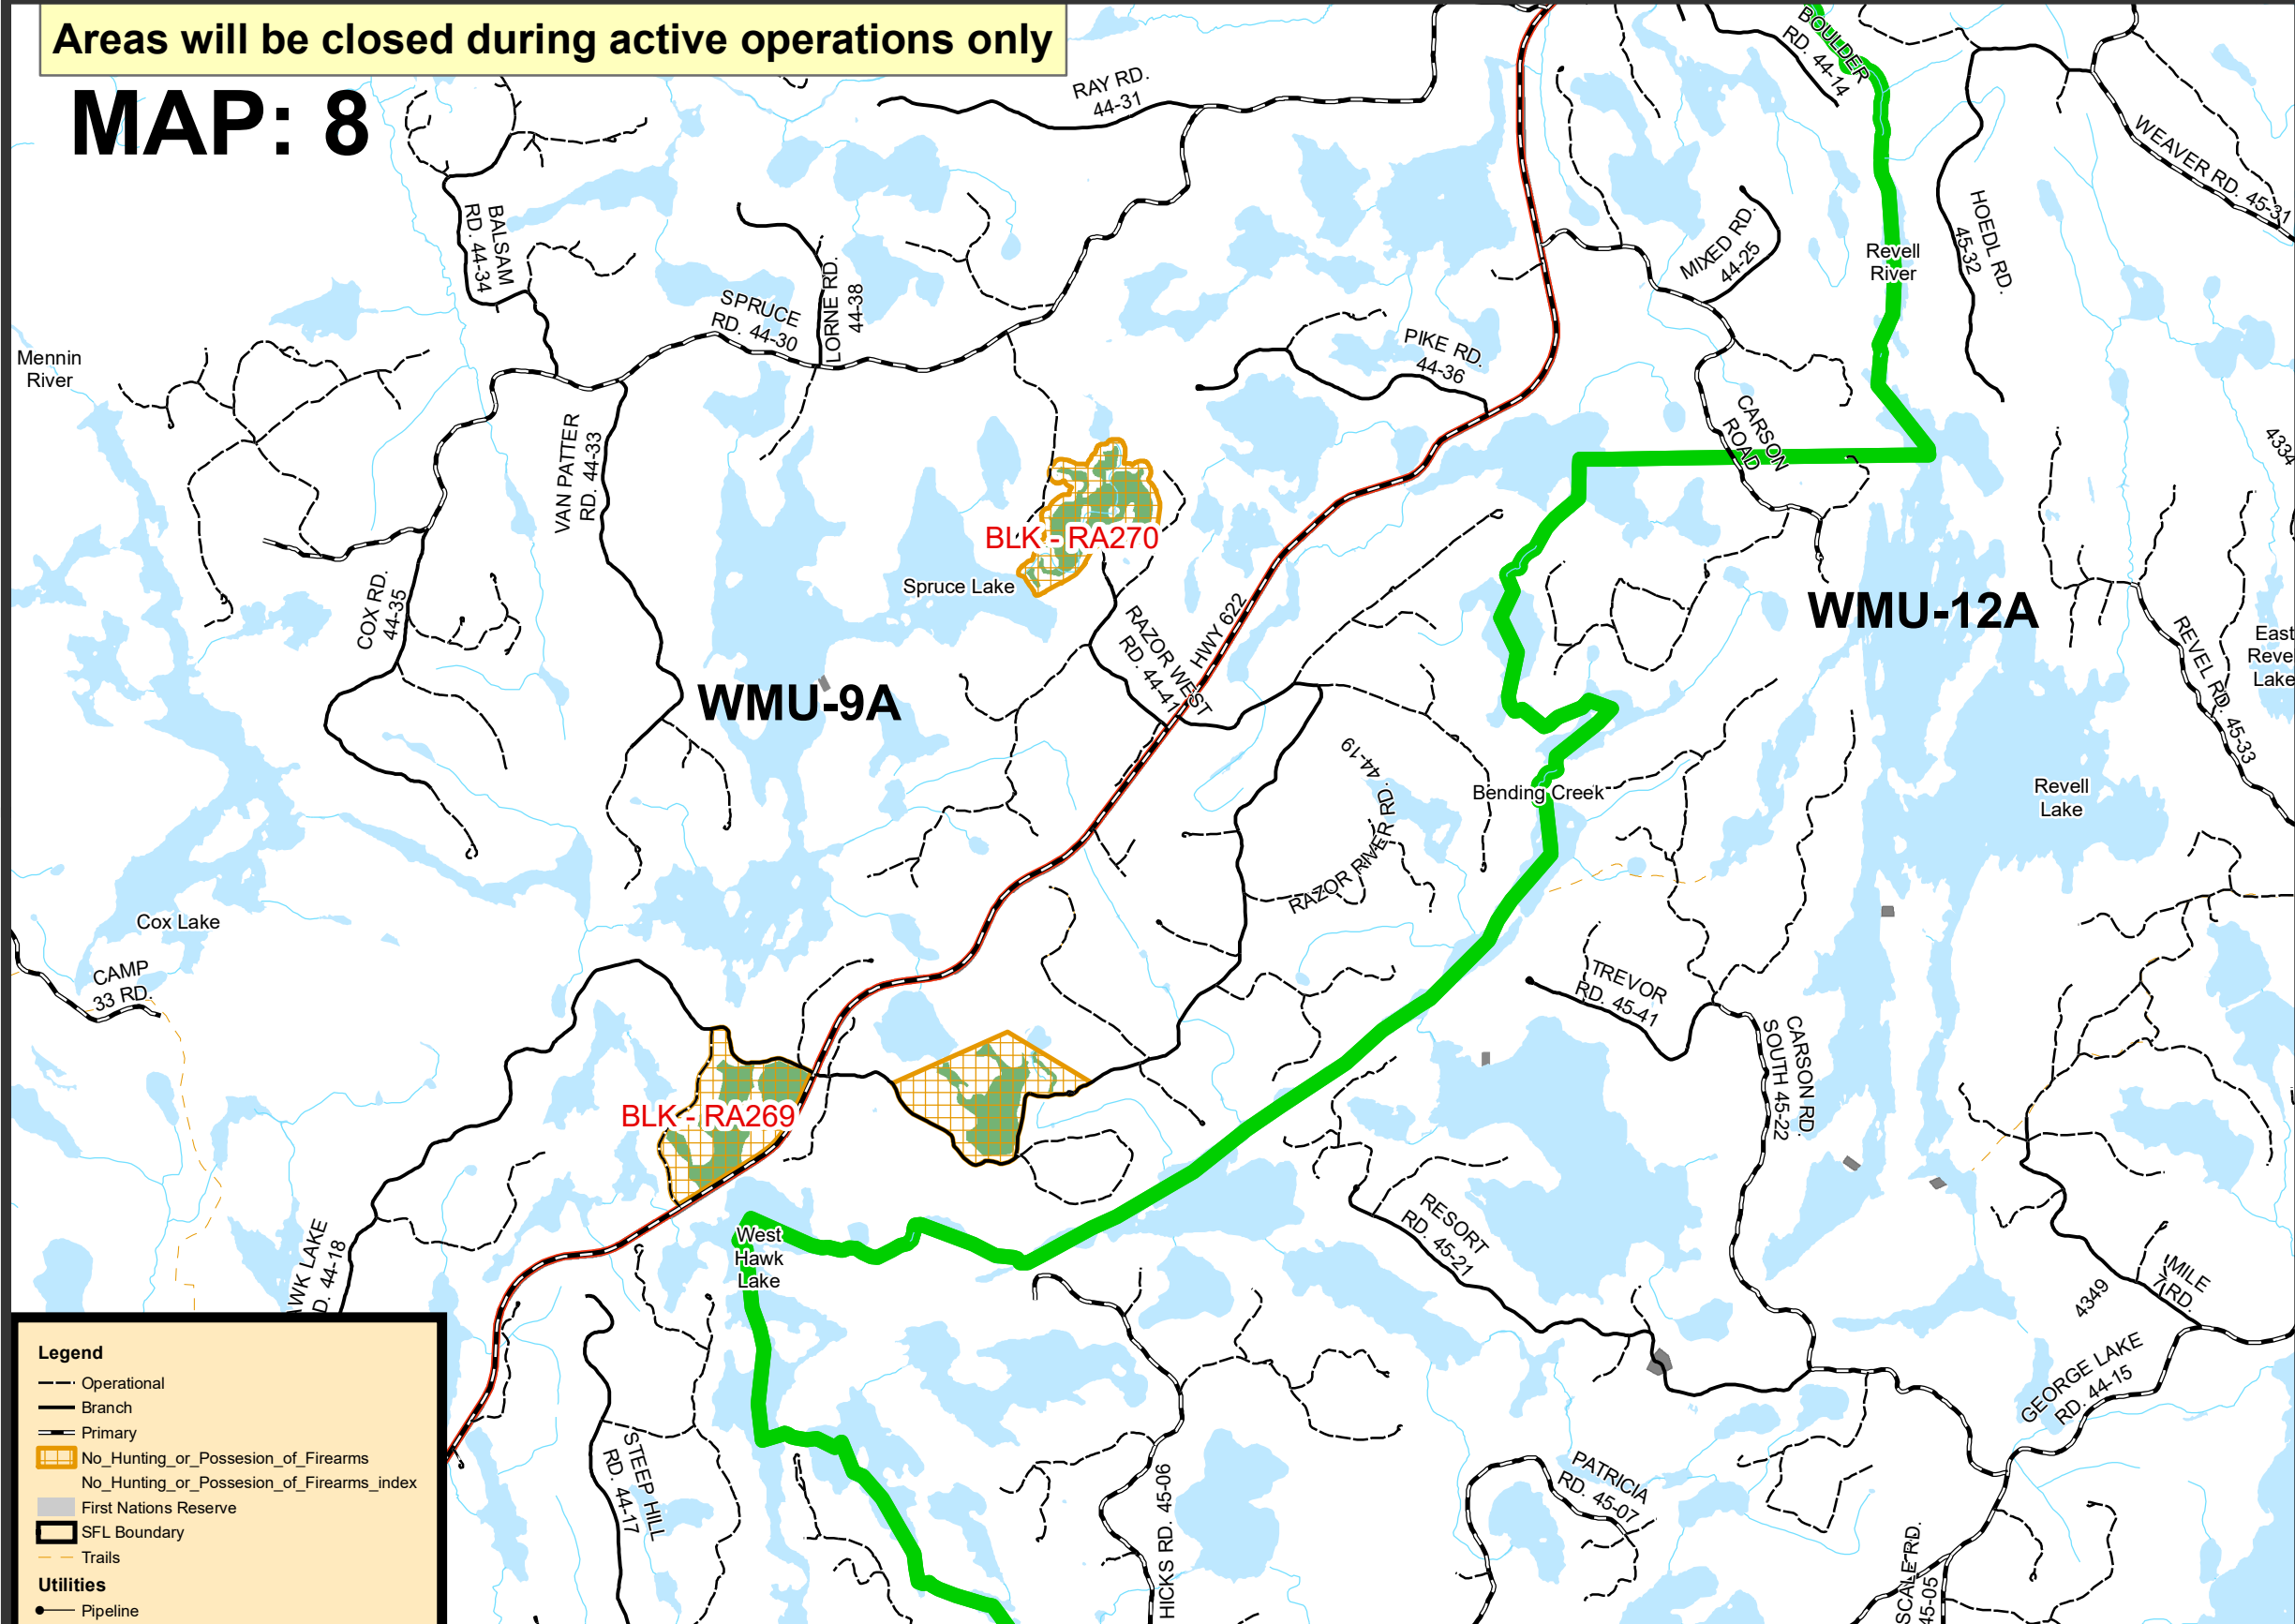 Areas will be closed during active operations only
MAP: 8
BOULDER
RD. 44-14
RAY RD.
44-31
WEAVER RD. 45-31
BALSAM
RD. 44-34
HOEDL RD.
45-32
MIXED RD.
44-25
Revell
River
LORNE RD.
44-38
SPRUCE
RD. 44-30
Mennin
River
PIKE RD.
44-36
CARSON
ROAD
VAN PATTER
RD. 44-33
4334
BLK - RA270
Spruce Lake
COX RD.
44-35
WMU-12A
HWY 622
RAZOR WEST
RD. 44-41
REVEL RD. 45-33
East
Reve
Lake
WMU-9A
RAZOR RIVER RD. 44-19
Bending Creek
Revell
Lake
Cox Lake
CAMP
33 RD.
TREVOR
RD. 45-41
CARSON RD.
SOUTH 45-22
BLK - RA269
RESORT
RD. 45-21
West
Hawk
Lake
AWK LAKE
D. 44-18
MILE
7 RD.
4349
GEORGE LAKE
RD. 44-15
STEEP HILL
RD. 44-17
HICKS RD. 45-06
PATRICIA
RD. 45-07
SCALE RD.
45-05
Legend
Operational
Branch
Primary
No_Hunting_or_Possesion_of_Firearms
No_Hunting_or_Possesion_of_Firearms_index
First Nations Reserve
SFL Boundary
Trails
Utilities
Pipeline